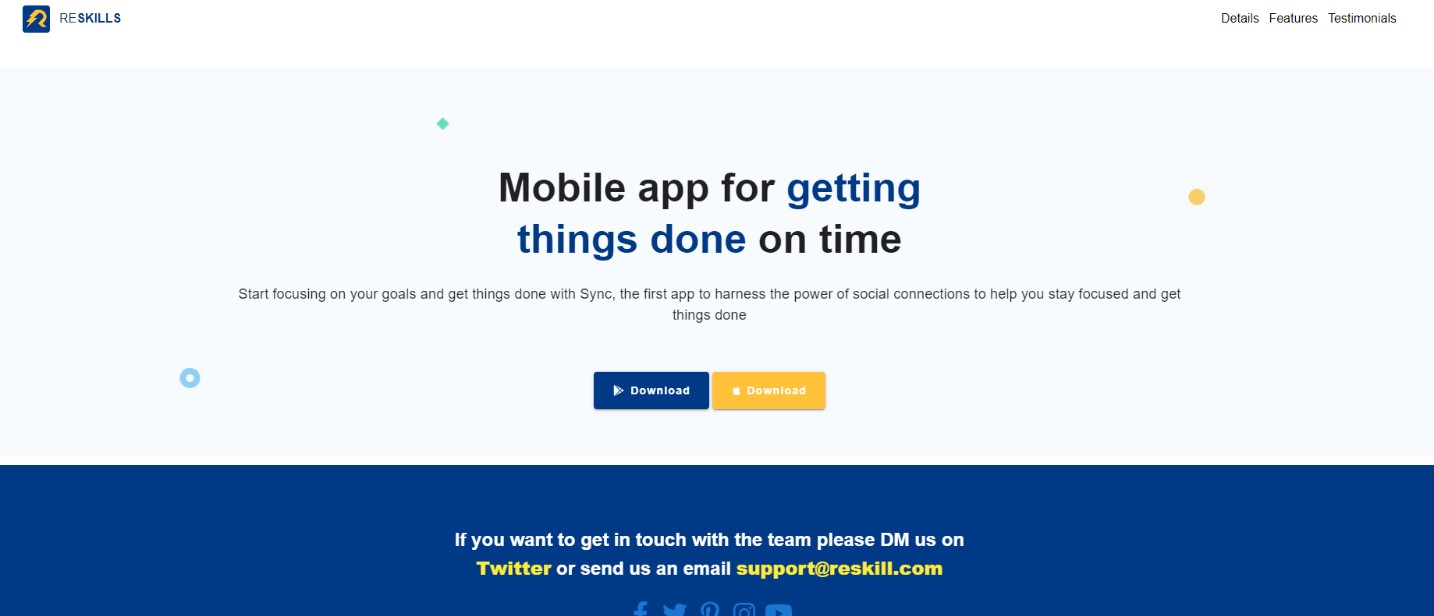 RESKILLS
Details Features Testimonials
Mobile app for getting
things done on time
Start focusing on your goals and get things done with Sync, the first app to harness the power of social connections to help you stay focused and get
things done
Download Download
If you want to get in touch with the team please DM us on
Twitter or send us an email support@reskill.com